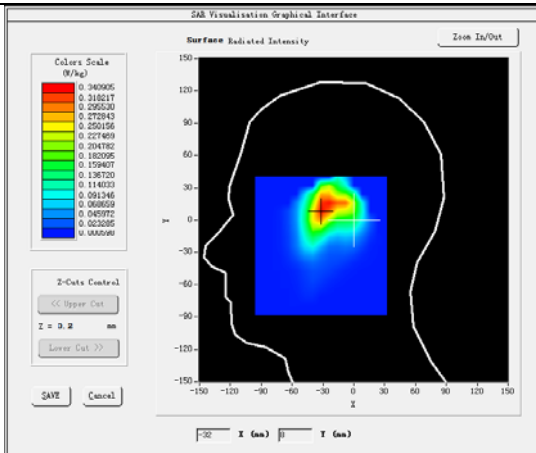 SAR Visualisation Graphical Interface
Surface Radiated Intensity
Zoom In/Out
Colors Scale
(W/kg)
0.340905
0.318217
0.295530
0.272843
0.250156
0.227469
0.204782
0.182095
0.159407
0.136720
0.114033
0.091346
0.068659
0.045972
0.023285
0.000598
150
120
90
60
30
0
-30
-60
-90
-120
-150
Y
-150 -120 -90 -60 -30 0 30 60 90 120 150
X
Z-Cuts Control
<< Upper Cut
Z = 0.2 mm
Lower Cut >>
SAVE Cancel
-32 X (mm) 8 Y (mm)